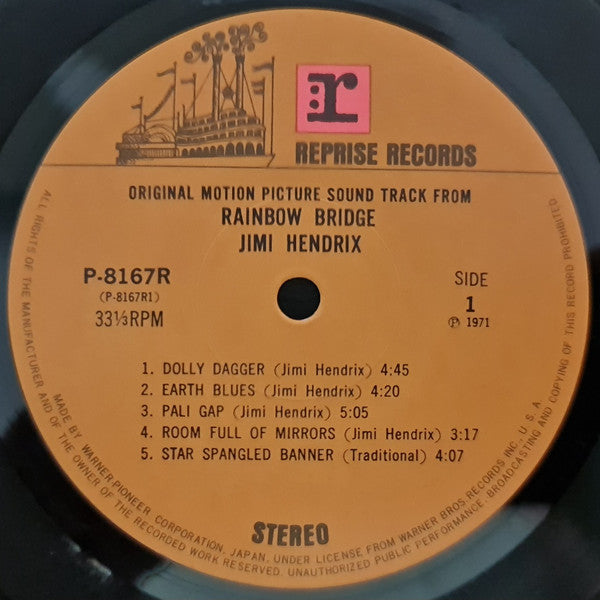 :r
REPRISE RECORDS
ORIGINAL MOTION PICTURE SOUND TRACK FROM
RAINBOW BRIDGE
JIMI HENDRIX
P-8167R
(P-8167R1)
33⅓RPM
SIDE
1
Ⓟ 1971
1. DOLLY DAGGER (Jimi Hendrix) 4:45
2. EARTH BLUES (Jimi Hendrix) 4:20
3. PALI GAP (Jimi Hendrix) 5:05
4. ROOM FULL OF MIRRORS (Jimi Hendrix) 3:17
5. STAR SPANGLED BANNER (Traditional) 4:07
STEREO
MADE BY WARNER-PIONEER CORPORATION, JAPAN, UNDER LICENSE FROM WARNER BROS. RECORDS INC., U.S.A.
ALL RIGHTS OF THE MANUFACTURER AND OF THE OWNER OF THE RECORDED WORK RESERVED. UNAUTHORIZED PUBLIC PERFORMANCE, BROADCASTING AND COPYING OF THIS RECORD PROHIBITED.